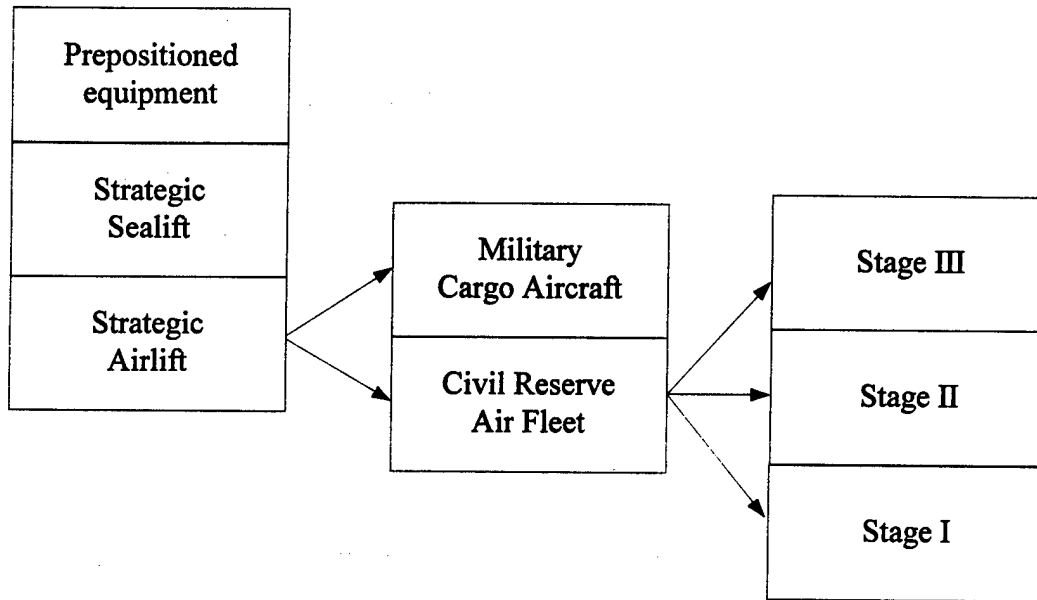 Prepositioned
equipment
Strategic
Sealift
Strategic
Airlift
Military
Cargo Aircraft
Civil Reserve
Air Fleet
Stage III
Stage II
Stage I